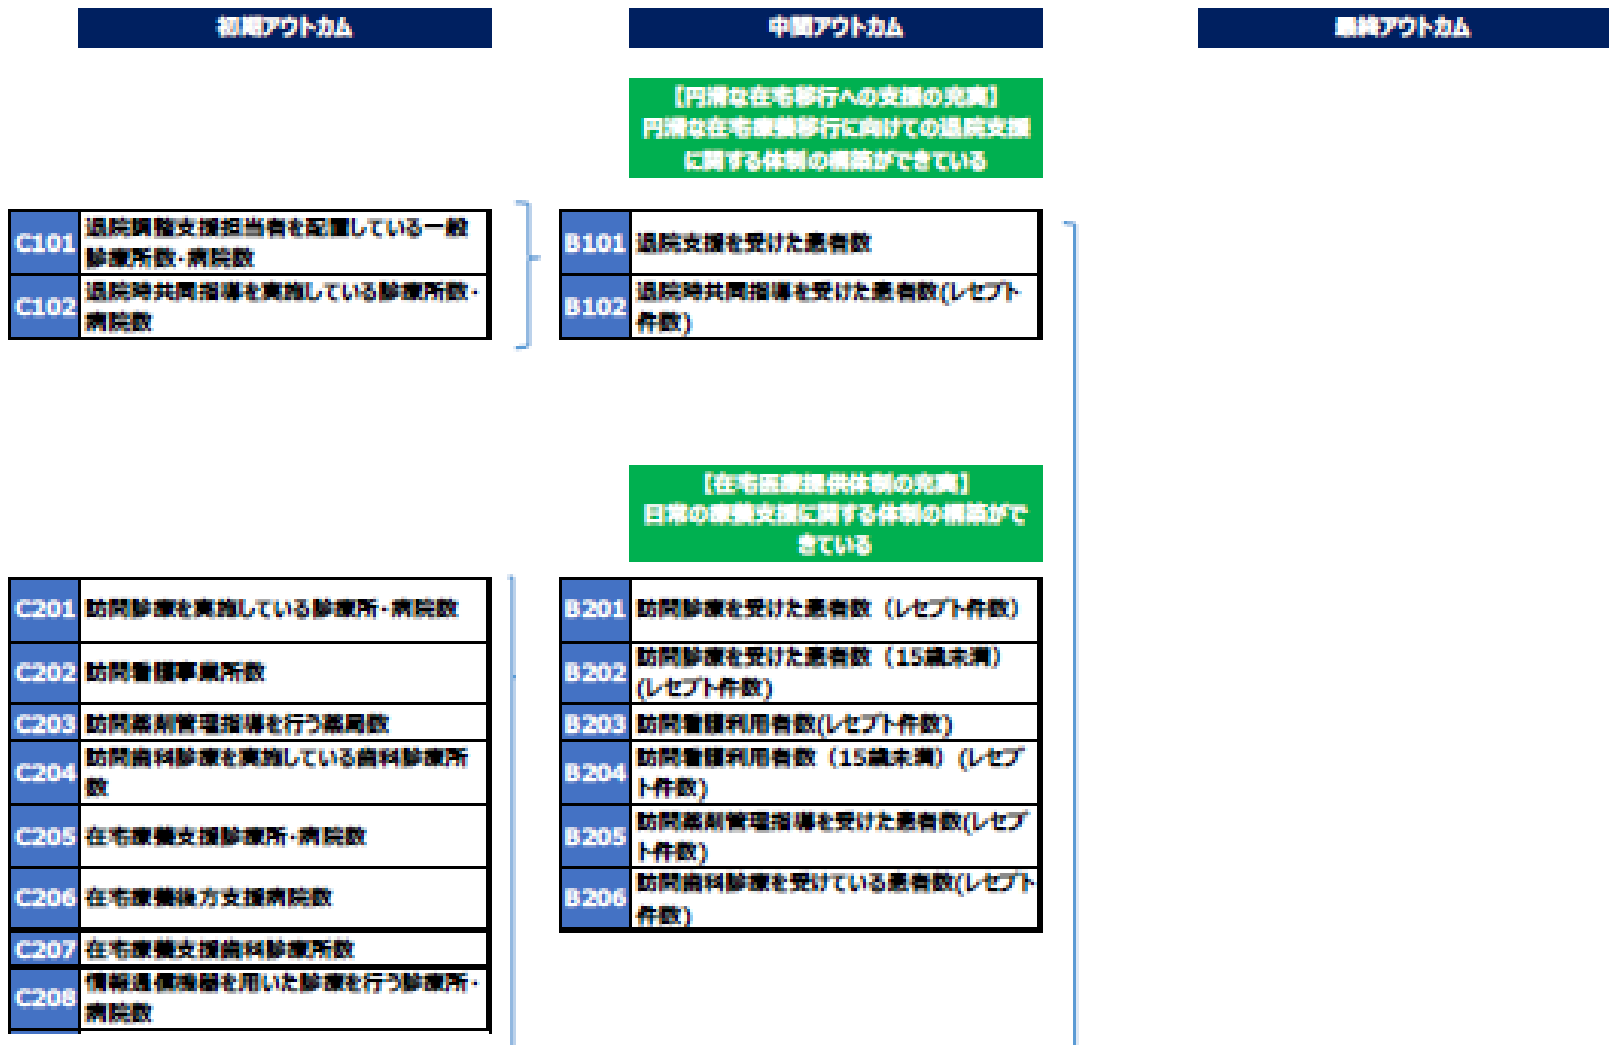 初期アウトカム
中間アウトカム
最終アウトカム
【円滑な在宅移行への支援の充実】
円滑な在宅療養移行に向けての退院支援
に関する体制の構築ができている
C101
退院調整支援担当者を配置している一般
診療所数・病院数
C102
退院時共同指導を実施している診療所数・
病院数
B101
退院支援を受けた患者数
B102
退院時共同指導を受けた患者数(レセプト
件数)
【在宅医療提供体制の充実】
日常の療養支援に関する体制の構築がで
きている
C201
訪問診療を実施している診療所・病院数
C202
訪問看護事業所数
C203
訪問薬剤管理指導を行う薬局数
C204
訪問歯科診療を実施している歯科診療所
数
C205
在宅療養支援診療所・病院数
C206
在宅療養後方支援病院数
C207
在宅療養支援歯科診療所数
C208
情報通信機器を用いた診療を行う診療所・
病院数
B201
訪問診療を受けた患者数（レセプト件数）
B202
訪問診療を受けた患者数（15歳未満）
(レセプト件数)
B203
訪問看護利用者数(レセプト件数)
B204
訪問看護利用者数（15歳未満）(レセプ
ト件数)
B205
訪問薬剤管理指導を受けた患者数(レセプ
ト件数)
B206
訪問歯科診療を受けている患者数(レセプト
件数)